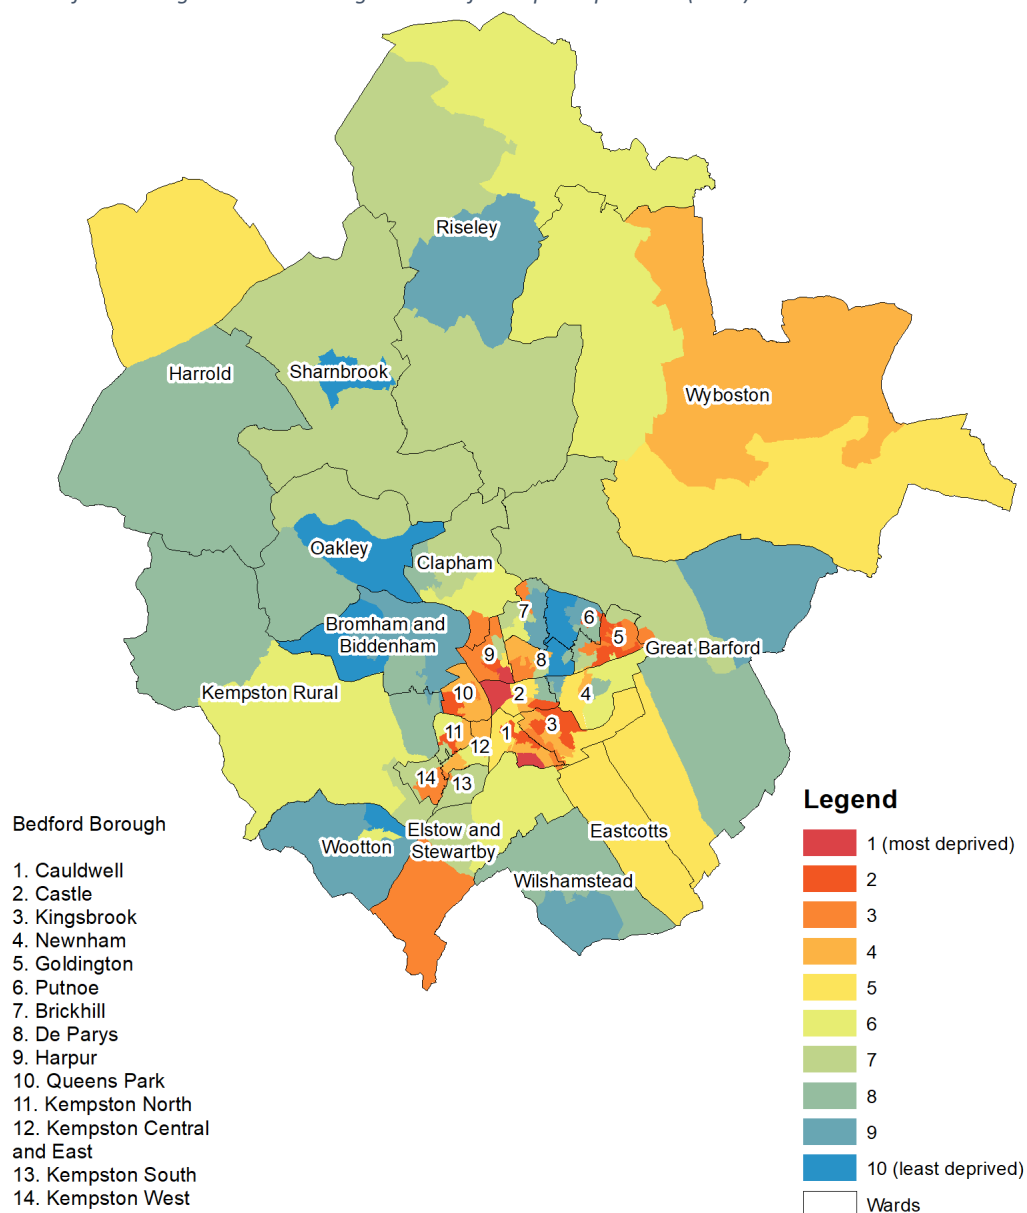 Riseley
Harrold
Sharnbrook
Wyboston
Oakley
Clapham
Bromham and
Biddenham
7
6
5
Great Barford
9
8
Kempston Rural
10
2
4
11
1
3
12
14
13
Wootton
Elstow and
Stewartby
Eastcotts
Wilshamstead
Bedford Borough
1. Cauldwell
2. Castle
3. Kingsbrook
4. Newnham
5. Goldington
6. Putnoe
7. Brickhill
8. De Parys
9. Harpur
10. Queens Park
11. Kempston North
12. Kempston Central
and East
13. Kempston South
14. Kempston West
Legend
1 (most deprived)
2
3
4
5
6
7
8
9
10 (least deprived)
Wards